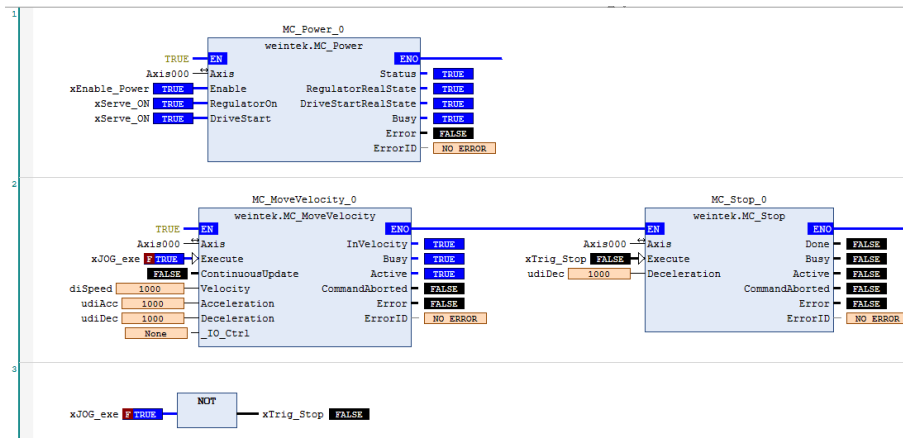 1
MC_Power_0
weintek.MC_Power
TRUE EN ENO
Axis000 Axis Status TRUE
xEnable_Power TRUE Enable RegulatorRealState TRUE
xServe_ON TRUE RegulatorOn DriveStartRealState TRUE
xServe_ON TRUE DriveStart Busy TRUE
Error FALSE
ErrorID NO ERROR
2
MC_MoveVelocity_0 MC_Stop_0
weintek.MC_MoveVelocity weintek.MC_Stop
TRUE EN ENO EN ENO
Axis000 Axis InVelocity TRUE Axis000 Axis Done FALSE
xJOG_exe F TRUE Execute Busy TRUE xTrig_Stop FALSE Execute Busy FALSE
FALSE ContinuousUpdate Active TRUE udiDec 1000 Deceleration Active FALSE
diSpeed 1000 Velocity CommandAborted FALSE CommandAborted FALSE
udiAcc 1000 Acceleration Error FALSE Error FALSE
udiDec 1000 Deceleration ErrorID NO ERROR ErrorID NO ERROR
None _IO_Ctrl
3
NOT
xJOG_exe F TRUE xTrig_Stop FALSE